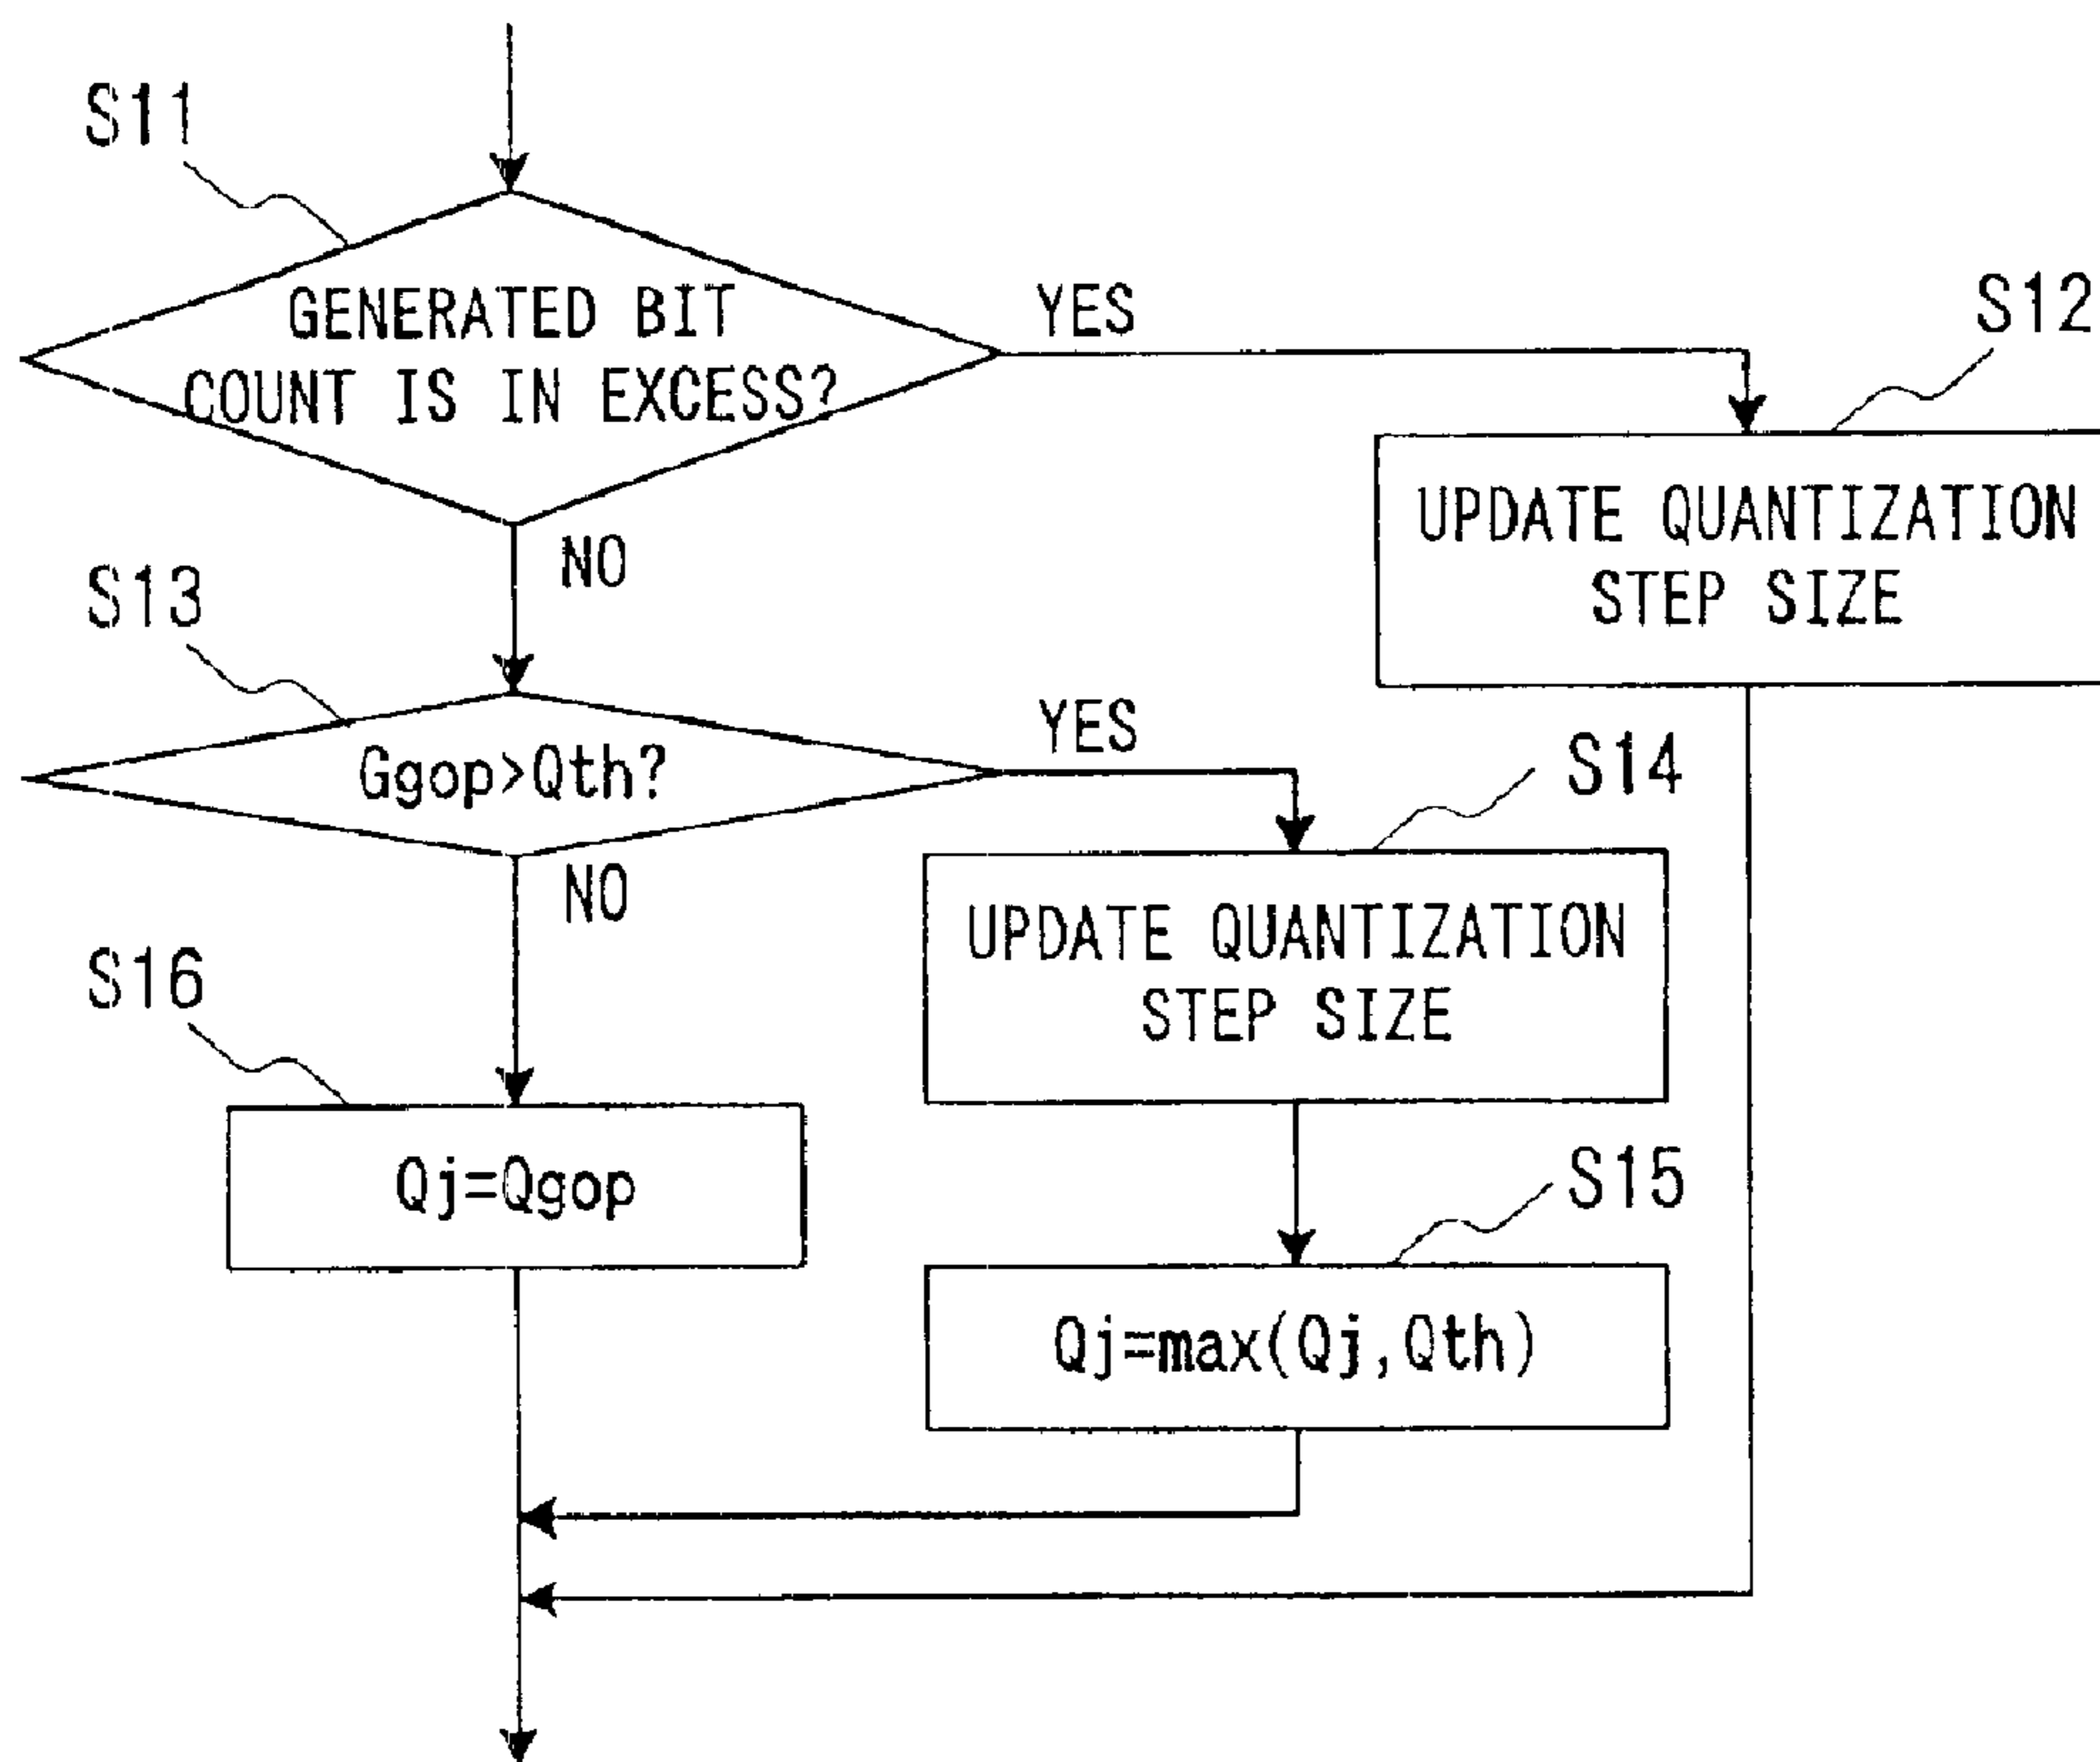 S11
GENERATED BIT
COUNT IS IN EXCESS?
YES
S12
UPDATE QUANTIZATION
STEP SIZE
NO
S13
Ggop>Qth?
YES
S14
UPDATE QUANTIZATION
STEP SIZE
NO
S16
Qj=Qgop
S15
Qj=max(Qj,Qth)